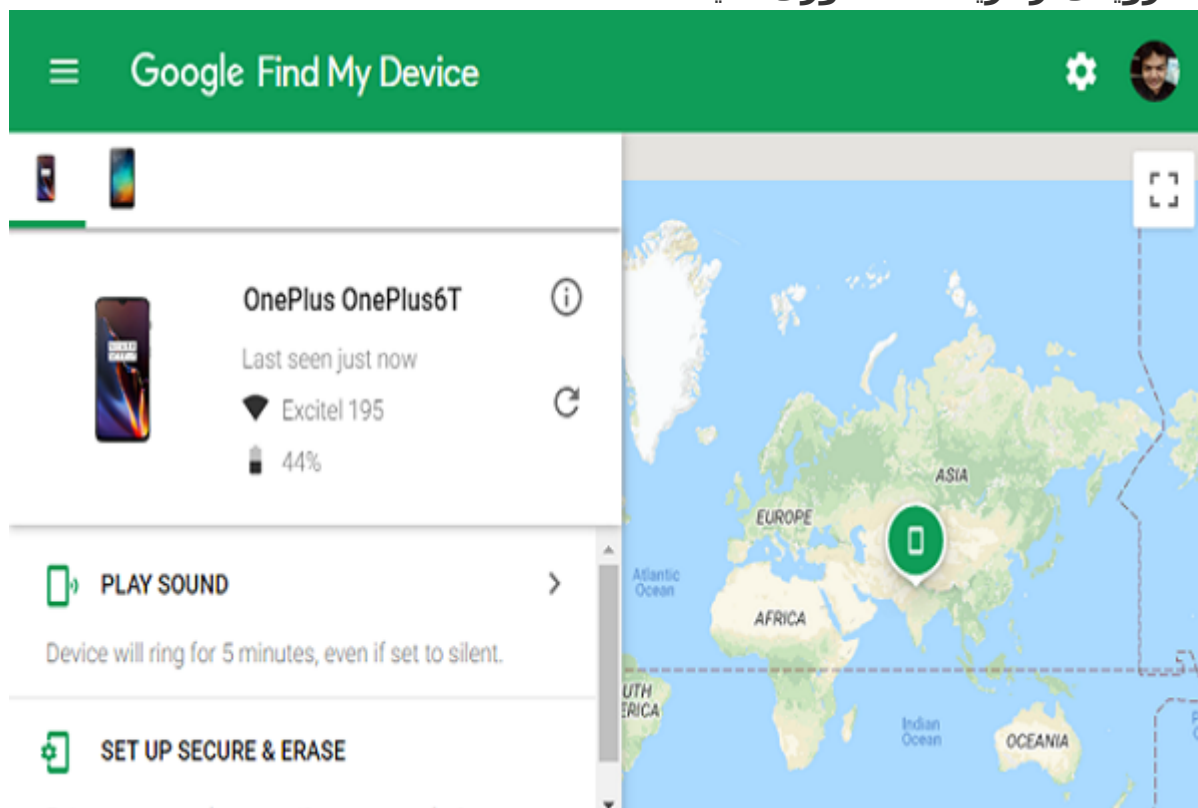 Google Find My Device
OnePlus OnePlus6T
Last seen just now
Excitel 195
44%
PLAY SOUND
Device will ring for 5 minutes, even if set to silent.
SET UP SECURE & ERASE
ASIA
EUROPE
Atlantic
Ocean
AFRICA
UTH
ERICA
Indian
Ocean
OCEANIA